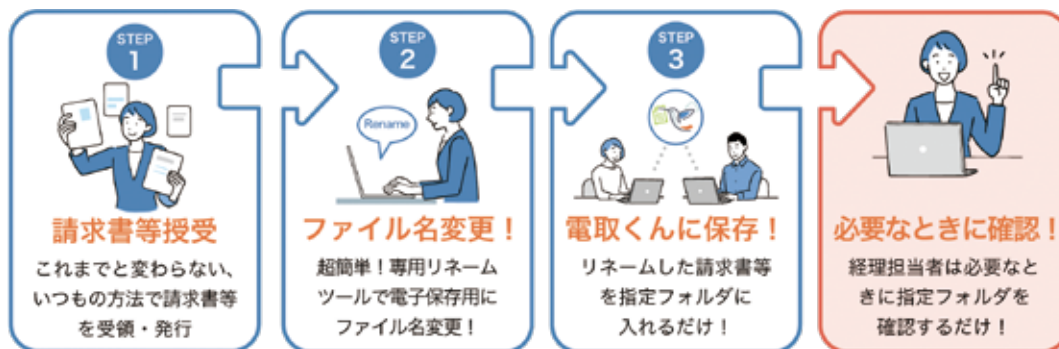 STEP
1
請求書等授受
これまでと変わらない、
いつもの方法で請求書等
を受領・発行
STEP
2
Rename
ファイル名変更！
超簡単！専用リネーム
ツールで電子保存用に
ファイル名変更！
STEP
3
電取くんに保存！
リネームした請求書等
を指定フォルダに
入れるだけ！
必要なときに確認！
経理担当者は必要なと
きに指定フォルダを
確認するだけ！